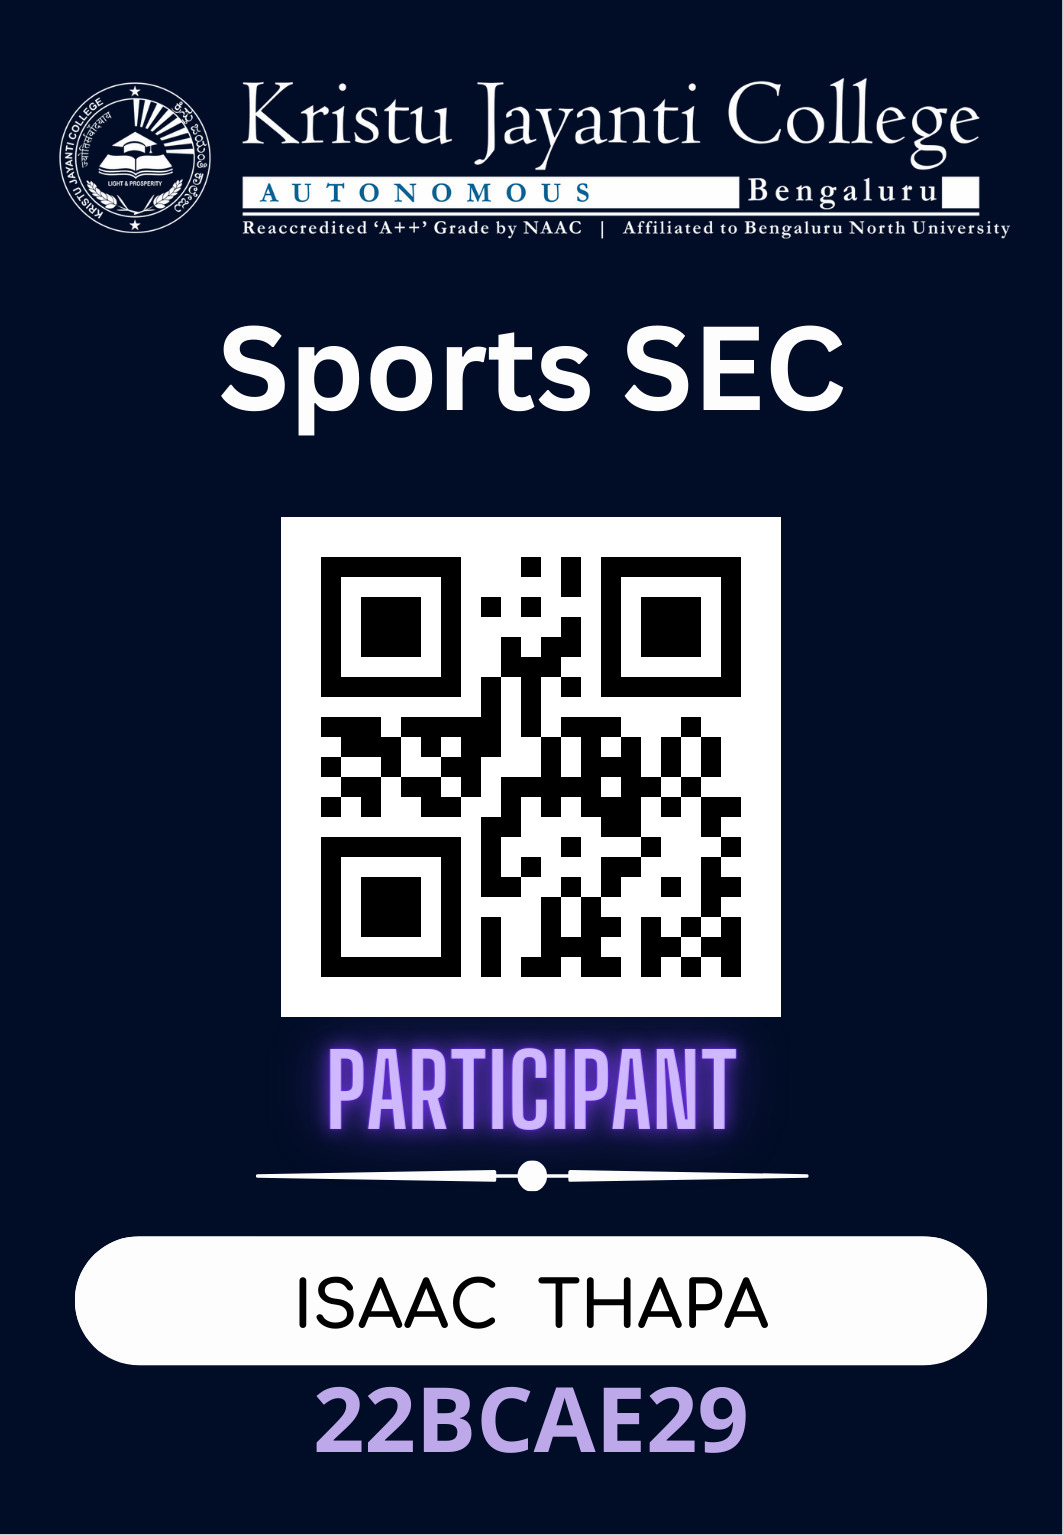 KRISTU JAYANTI COLLEGE
ಕ್ರಿಸ್ತು ಜಯಂತಿ ಕಾಲೇಜು
LIGHT & PROSPERITY
Kristu Jayanti College
AUTONOMOUS Bengaluru
Reaccredited ‘A++’ Grade by NAAC | Affiliated to Bengaluru North University
Sports SEC
PARTICIPANT
ISAAC THAPA
22BCAE29